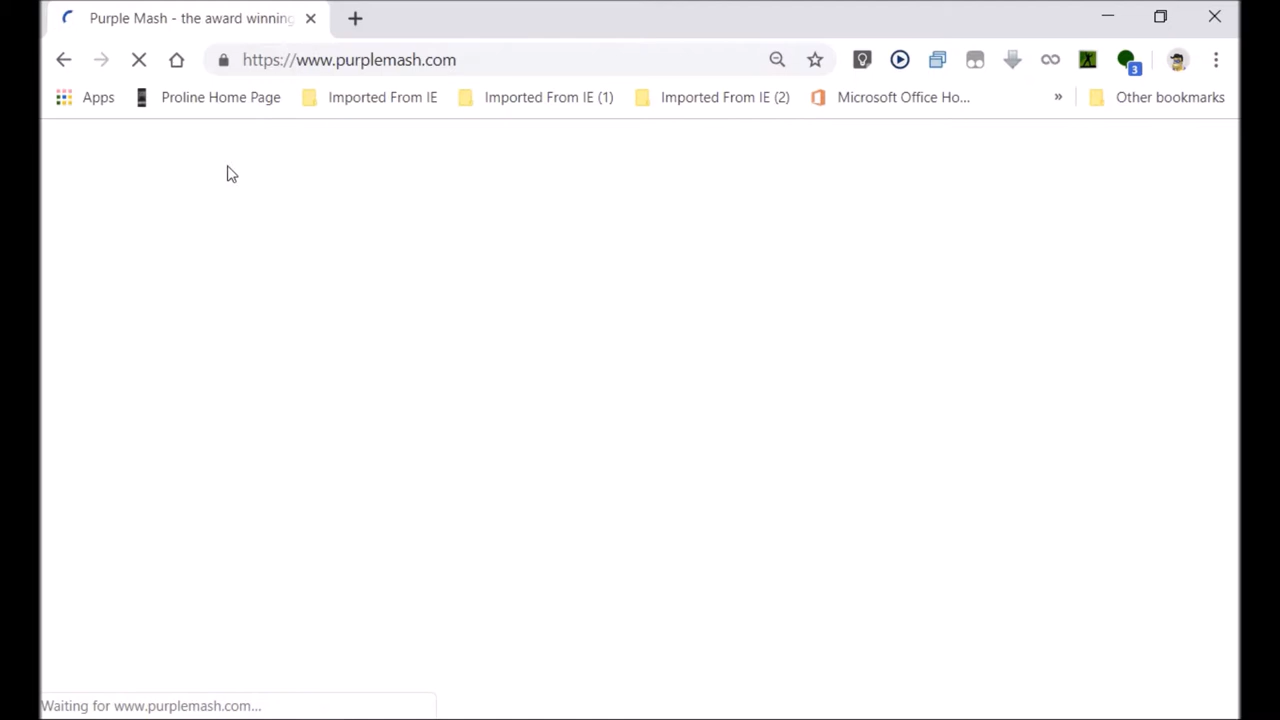 Purple Mash - the award winning
https://www.purplemash.com
3
Apps Proline Home Page Imported From IE Imported From IE (1) Imported From IE (2) Microsoft Office Ho... » Other bookmarks
Waiting for www.purplemash.com...